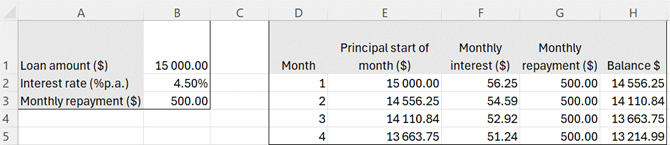 A B C D E F G H
1 Loan amount ($) 15 000.00 Month Principal start of month ($) Monthly interest ($) Monthly repayment ($) Balance $
2 Interest rate (%p.a.) 4.50% 1 15 000.00 56.25 500.00 14 556.25
3 Monthly repayment ($) 500.00 2 14 556.25 54.59 500.00 14 110.84
4 3 14 110.84 52.92 500.00 13 663.75
5 4 13 663.75 51.24 500.00 13 214.99